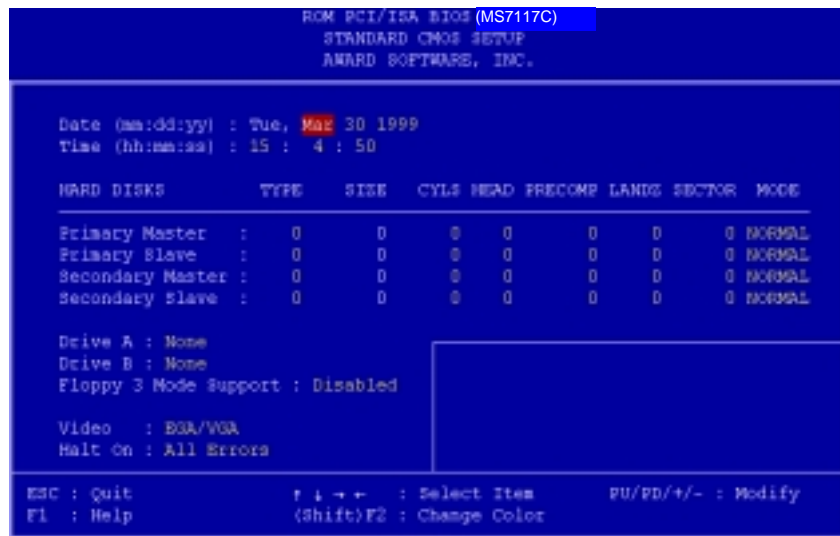 ROM PCI/ISA BIOS (MS7117C)
STANDARD CMOS SETUP
AWARD SOFTWARE, INC.
Date (mm:dd:yy) : Tue, Mar 30 1999
Time (hh:mm:ss) : 15 : 4 : 50
HARD DISKS TYPE SIZE CYLS HEAD PRECOMP LANDZ SECTOR MODE
Primary Master : 0 0 0 0 0 0 0 NORMAL
Primary Slave : 0 0 0 0 0 0 0 NORMAL
Secondary Master : 0 0 0 0 0 0 0 NORMAL
Secondary Slave : 0 0 0 0 0 0 0 NORMAL
Drive A : None
Drive B : None
Floppy 3 Mode Support : Disabled
Video : EGA/VGA
Halt On : All Errors
ESC : Quit ↑ ↓ → ← : Select Item PU/PD/+/- : Modify
F1 : Help (Shift)F2 : Change Color